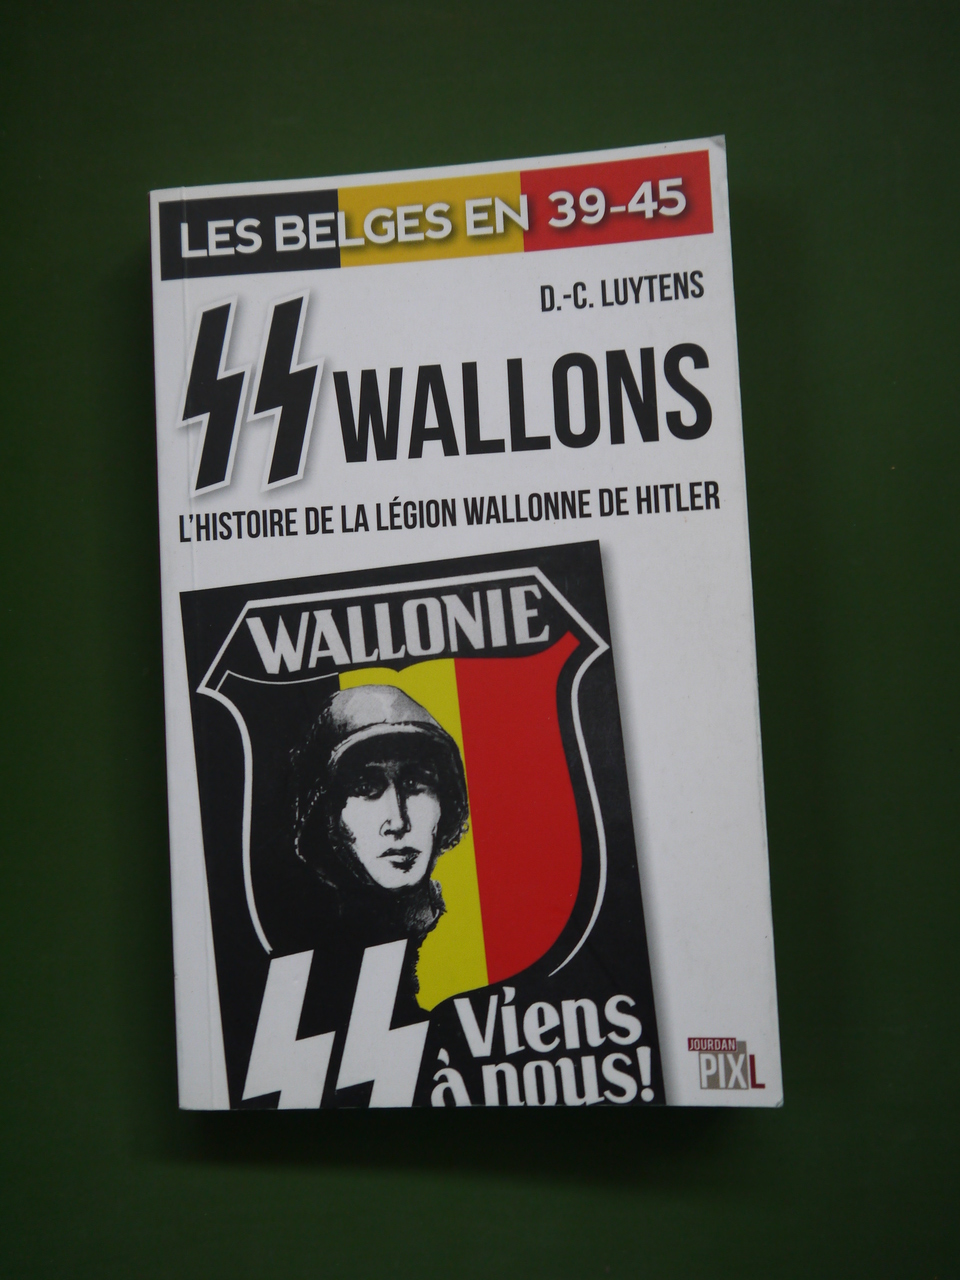 LES BELGES EN 39-45
D.-C. LUYTENS
SS WALLONS
L'HISTOIRE DE LA LÉGION WALLONNE DE HITLER
WALLONIE
SS Viens
à nous!
JOURDAN
PIXL